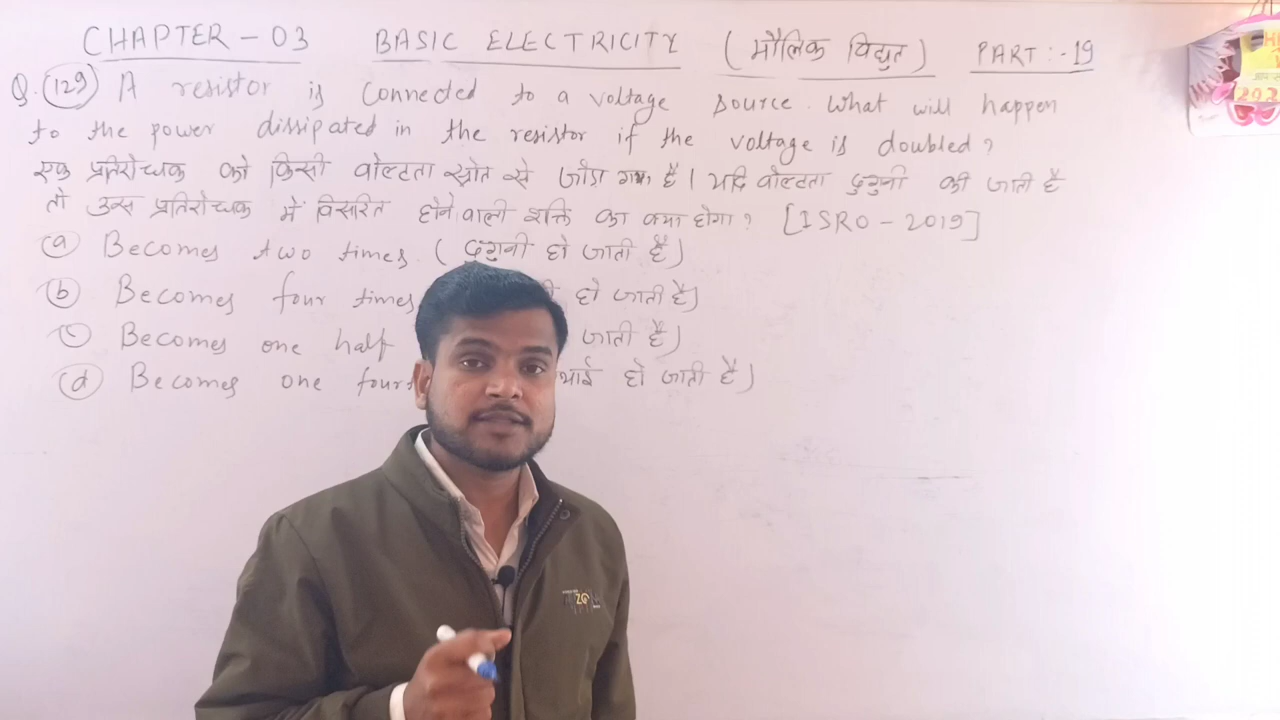 CHAPTER - 03 BASIC ELECTRICITY (मौलिक विद्युत) PART :- 19
Q. 129 A resistor is connected to a voltage source. What will happen
to the power dissipated in the resistor if the voltage is doubled?
एक प्रतिरोधक को किसी वोल्टता स्रोत से जोड़ा गया है। यदि वोल्टता दुगुनी की जाती है
तो उस प्रतिरोधक में विसरित होने वाली शक्ति का क्या होगा? [ISRO - 2019]
(a) Becomes two times. (दुगुनी हो जाती है)
(b) Becomes four times हो जाती है)
(c) Becomes one half जाती है)
(d) Becomes one हो जाती है)
ZO